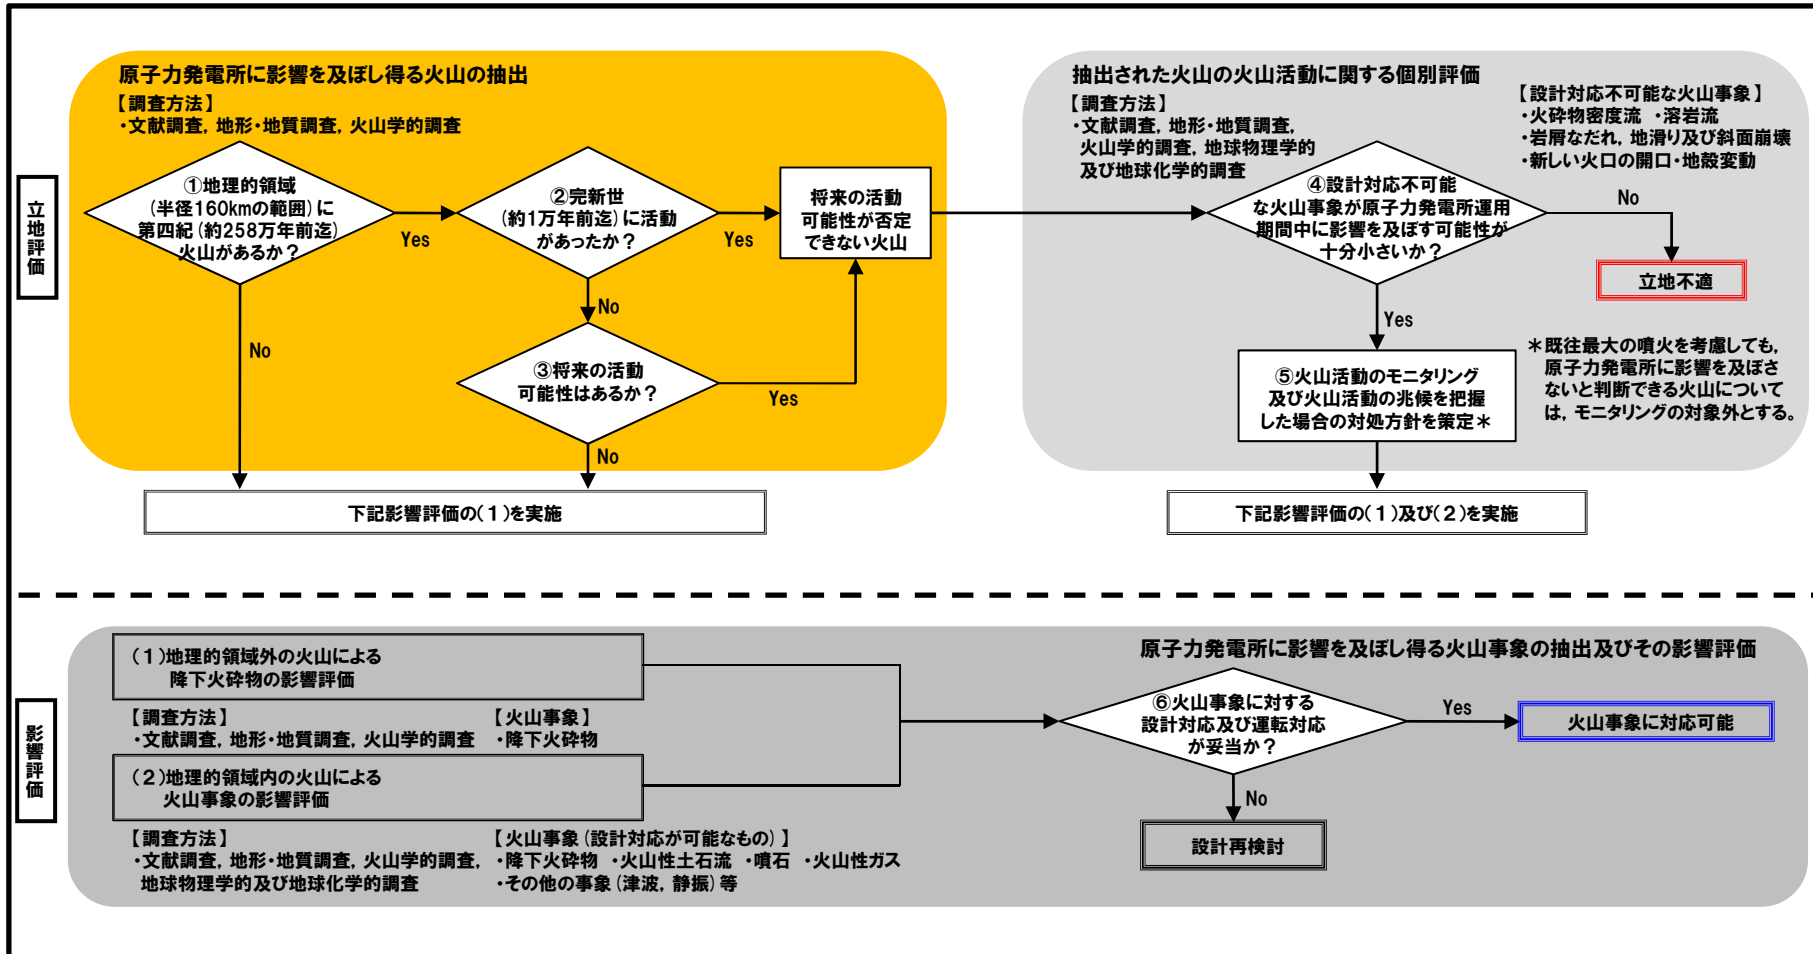 立地評価
原子力発電所に影響を及ぼし得る火山の抽出
【調査方法】
・文献調査，地形・地質調査，火山学的調査
①地理的領域
（半径160kmの範囲）に
第四紀（約258万年前迄）
火山があるか？
Yes
No
②完新世
（約1万年前迄）に活動
があったか？
Yes
No
将来の活動
可能性が否定
できない火山
③将来の活動
可能性はあるか？
Yes
No
下記影響評価の（1）を実施
抽出された火山の火山活動に関する個別評価
【調査方法】
・文献調査，地形・地質調査，
火山学的調査，地球物理学的
及び地球化学的調査
【設計対応不可能な火山事象】
・火砕物密度流 ・溶岩流
・岩屑なだれ，地滑り及び斜面崩壊
・新しい火口の開口・地殻変動
④設計対応不可能
な火山事象が原子力発電所運用
期間中に影響を及ぼす可能性が
十分小さいか？
No
立地不適
Yes
⑤火山活動のモニタリング
及び火山活動の兆候を把握
した場合の対処方針を策定＊
＊既往最大の噴火を考慮しても，
原子力発電所に影響を及ぼさ
ないと判断できる火山について
は，モニタリングの対象外とする。
下記影響評価の（1）及び（2）を実施
影響評価
（1）地理的領域外の火山による
降下火砕物の影響評価
【調査方法】
・文献調査，地形・地質調査，火山学的調査
【火山事象】
・降下火砕物
（2）地理的領域内の火山による
火山事象の影響評価
【調査方法】
・文献調査，地形・地質調査，火山学的調査，
地球物理学的及び地球化学的調査
【火山事象（設計対応が可能なもの）】
・降下火砕物 ・火山性土石流 ・噴石 ・火山性ガス
・その他の事象（津波，静振）等
原子力発電所に影響を及ぼし得る火山事象の抽出及びその影響評価
⑥火山事象に対する
設計対応及び運転対応
が妥当か？
Yes
火山事象に対応可能
No
設計再検討